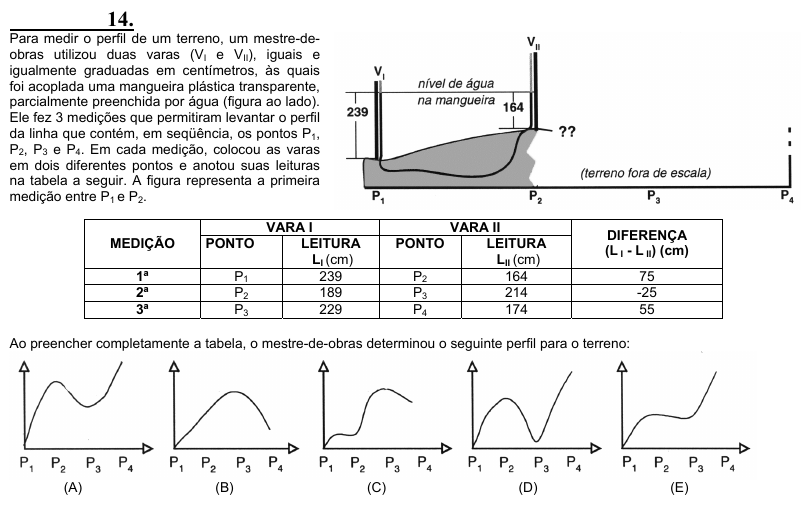 14.
Para medir o perfil de um terreno, um mestre-de-
obras utilizou duas varas (VI e VII), iguais e
igualmente graduadas em centímetros, às quais
foi acoplada uma mangueira plástica transparente,
parcialmente preenchida por água (figura ao lado).
Ele fez 3 medições que permitiram levantar o perfil
da linha que contém, em seqüência, os pontos P1,
P2, P3 e P4. Em cada medição, colocou as varas
em dois diferentes pontos e anotou suas leituras
na tabela a seguir. A figura representa a primeira
medição entre P1 e P2.
VII
VI
nível de água
na mangueira
239
164
??
(terreno fora de escala)
P1 P2 P3 P4
MEDIÇÃO VARA I VARA II DIFERENÇA
(L I - L II) (cm)
PONTO LEITURA
LI (cm) PONTO LEITURA
LII (cm)
1ª P1 239 P2 164 75
2ª P2 189 P3 214 -25
3ª P3 229 P4 174 55
Ao preencher completamente a tabela, o mestre-de-obras determinou o seguinte perfil para o terreno:
P1 P2 P3 P4
(A)
P1 P2 P3 P4
(B)
P1 P2 P3 P4
(C)
P1 P2 P3 P4
(D)
P1 P2 P3 P4
(E)